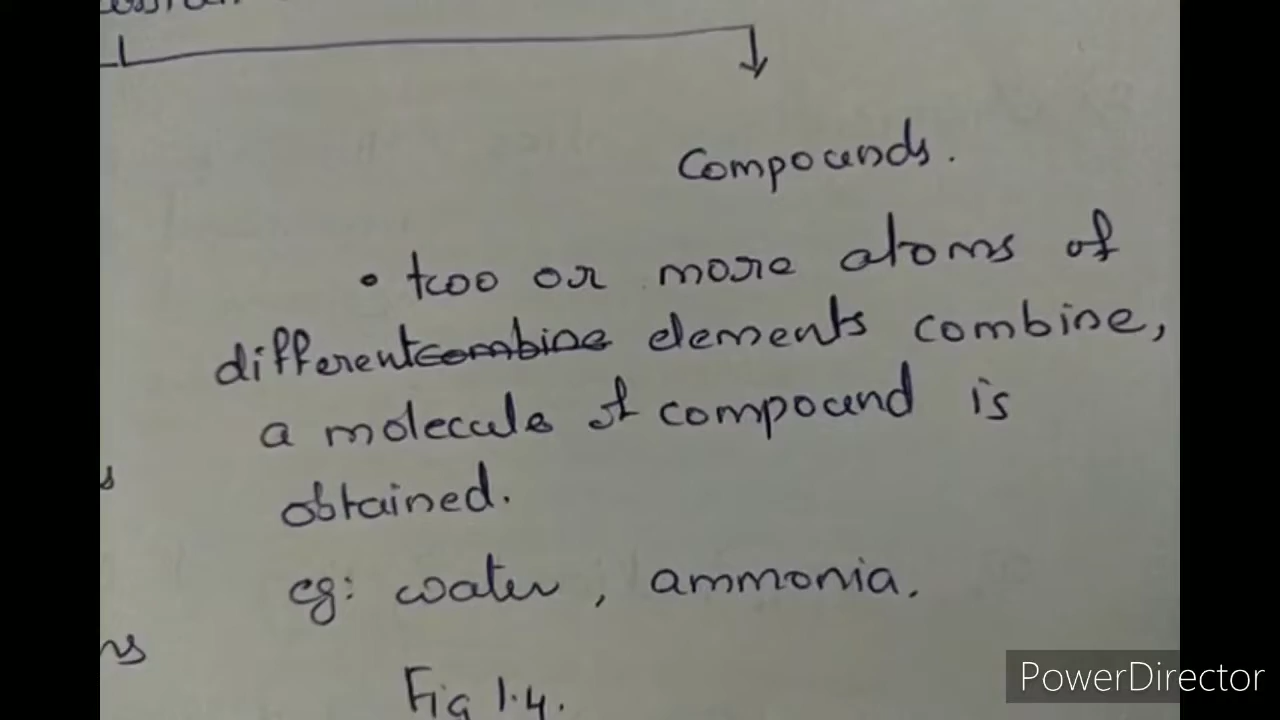 Compounds.
• two or more atoms of
different combine elements combine,
a molecule of compound is
obtained.
eg: water, ammonia.
Fig 1.4.
PowerDirector